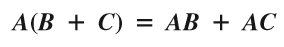 A(B + C) = AB + AC